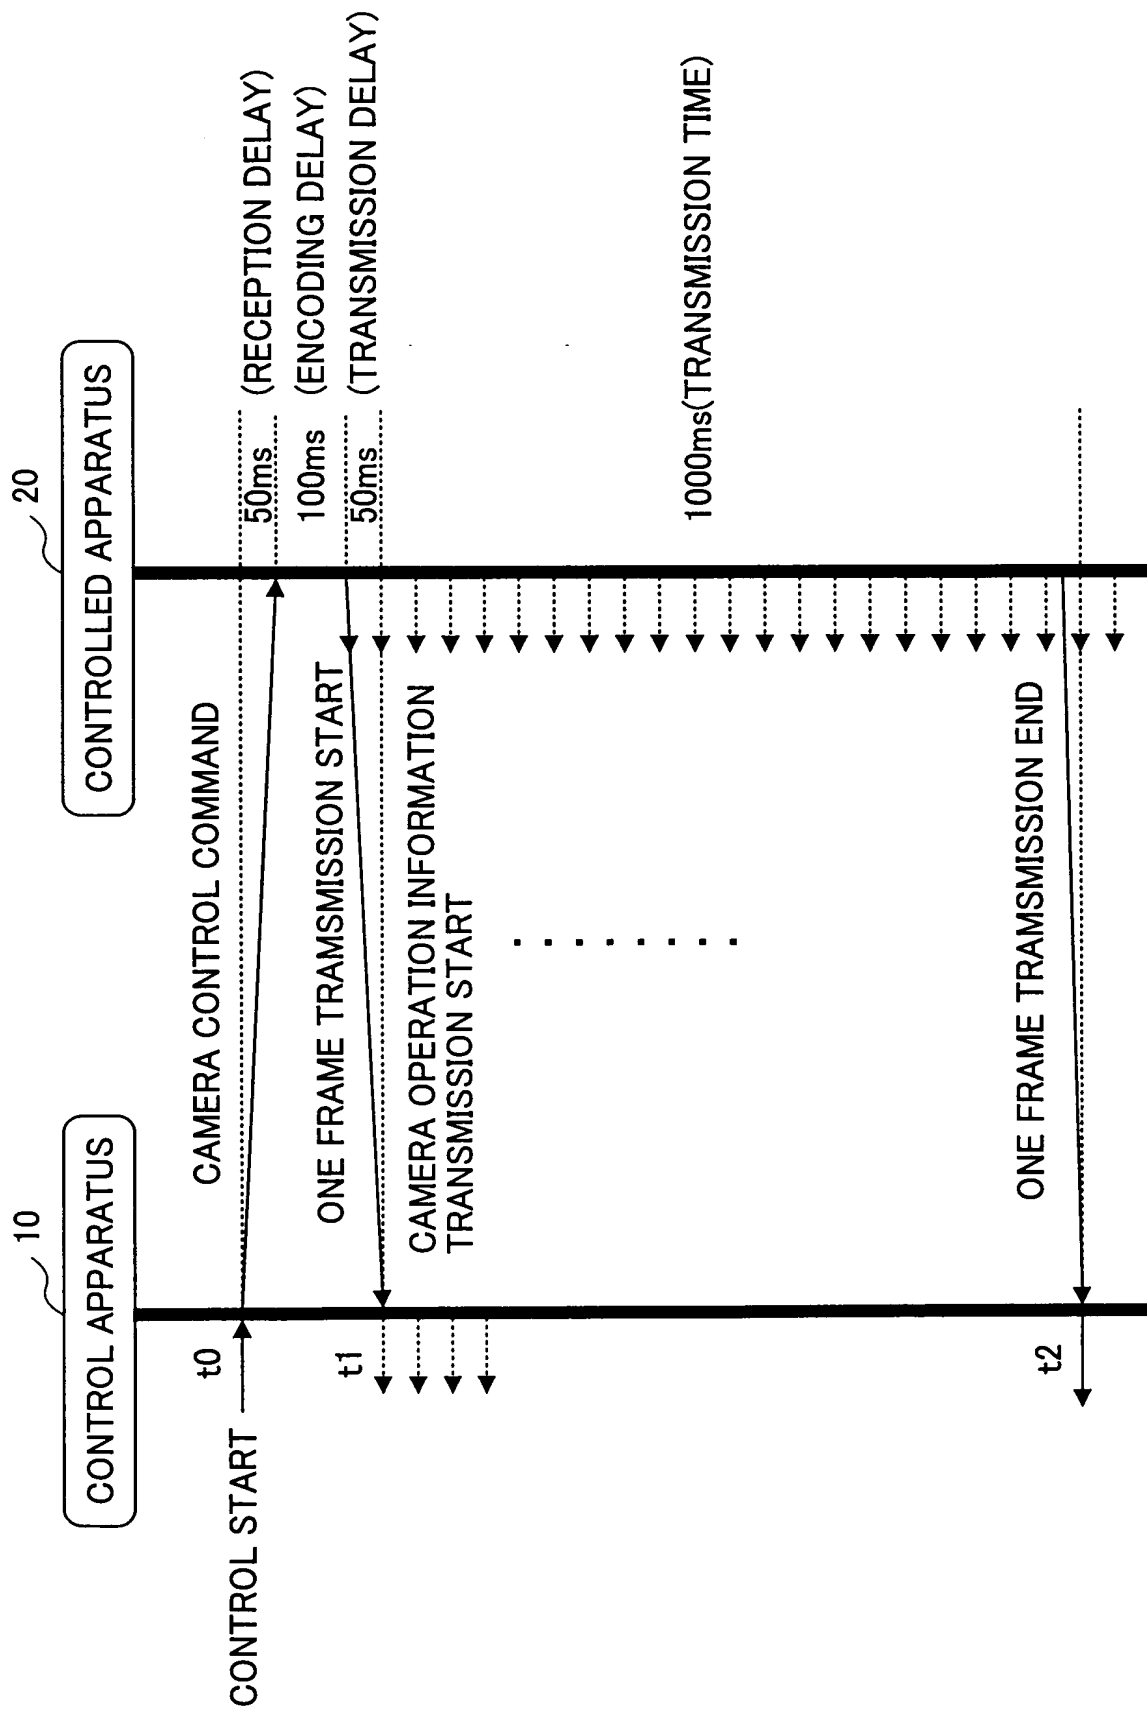 10
CONTROL APPARATUS
20
CONTROLLED APPARATUS
CONTROL START
t0
CAMERA CONTROL COMMAND
50ms
(RECEPTION DELAY)
100ms
(ENCODING DELAY)
t1
ONE FRAME TRAMSMISSION START
50ms
(TRANSMISSION DELAY)
CAMERA OPERATION INFORMATION
TRANSMISSION START
1000ms(TRANSMISSION TIME)
t2
ONE FRAME TRAMSMISSION END